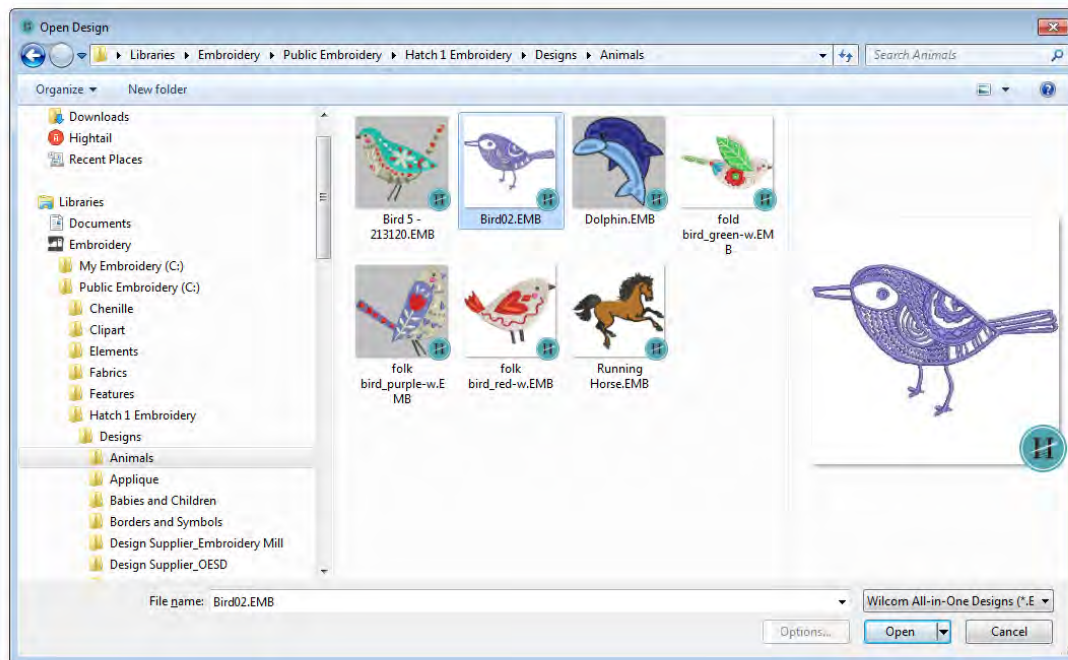 Open Design
Libraries Embroidery Public Embroidery Hatch 1 Embroidery Designs Animals
Search Animals
Organize New folder
Downloads
Hightail
Recent Places
Libraries
Documents
Embroidery
My Embroidery (C:)
Public Embroidery (C:)
Chenille
Clipart
Elements
Fabrics
Features
Hatch 1 Embroidery
Designs
Animals
Applique
Babies and Children
Borders and Symbols
Design Supplier_Embroidery Mill
Design Supplier_OESD
Bird 5 -
213120.EMB
Bird02.EMB
Dolphin.EMB
fold
bird_green-w.EM
B
folk
bird_purple-w.E
MB
folk
bird_red-w.EMB
Running
Horse.EMB
H
File name: Bird02.EMB
Wilcom All-in-One Designs (*.E
Options... Open Cancel